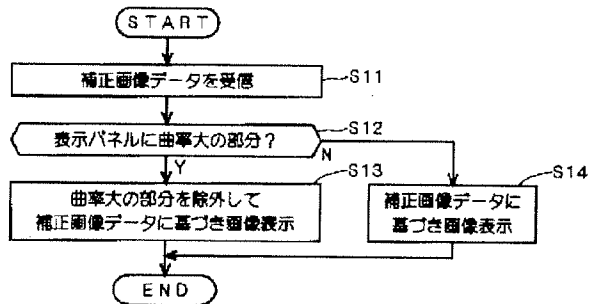 START
補正画像データを受信
S11
表示パネルに曲率大の部分？
S12
Y
N
S13
曲率大の部分を除外して
補正画像データに基づき画像表示
S14
補正画像データに
基づき画像表示
END